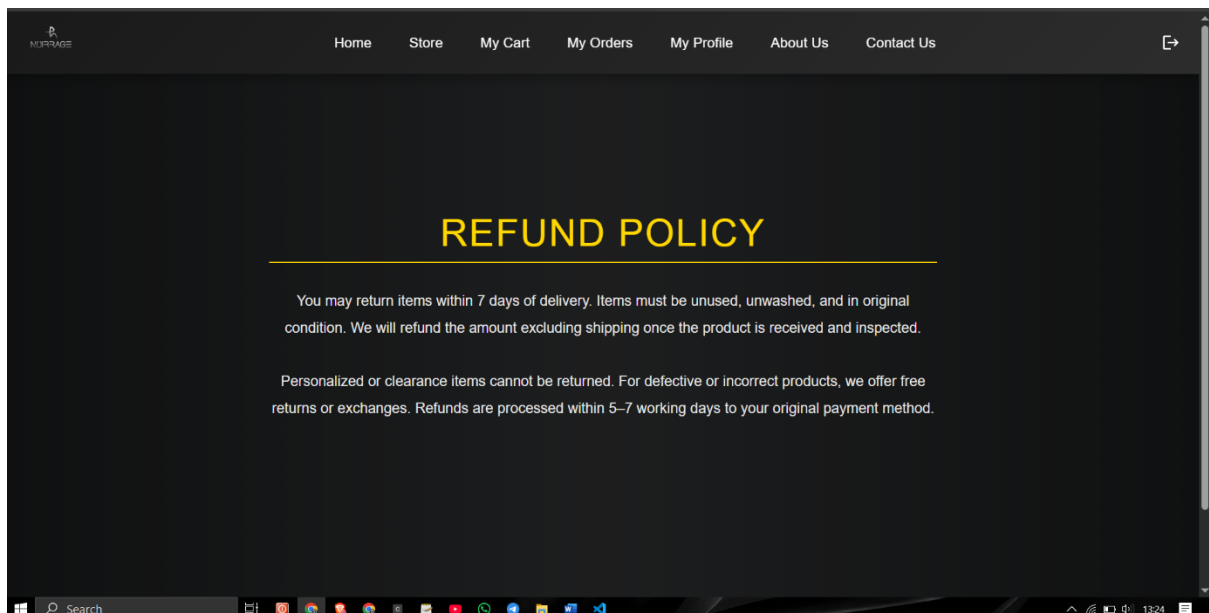 NURRAGE
Home Store My Cart My Orders My Profile About Us Contact Us
REFUND POLICY
You may return items within 7 days of delivery. Items must be unused, unwashed, and in original
condition. We will refund the amount excluding shipping once the product is received and inspected.
Personalized or clearance items cannot be returned. For defective or incorrect products, we offer free
returns or exchanges. Refunds are processed within 5–7 working days to your original payment method.
Search
13:24